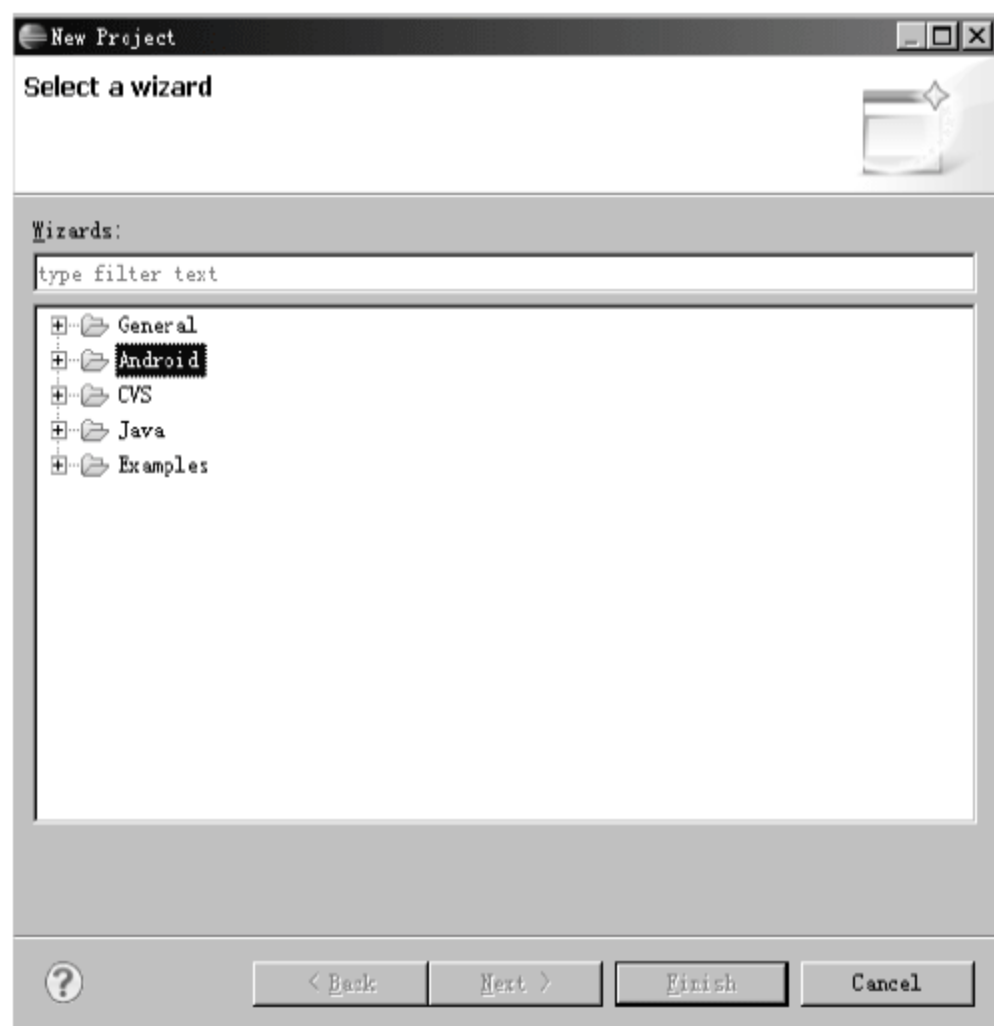 New Project
Select a wizard
Wizards:
type filter text
General
Android
CVS
Java
Examples
?
< Back
Next >
Finish
Cancel